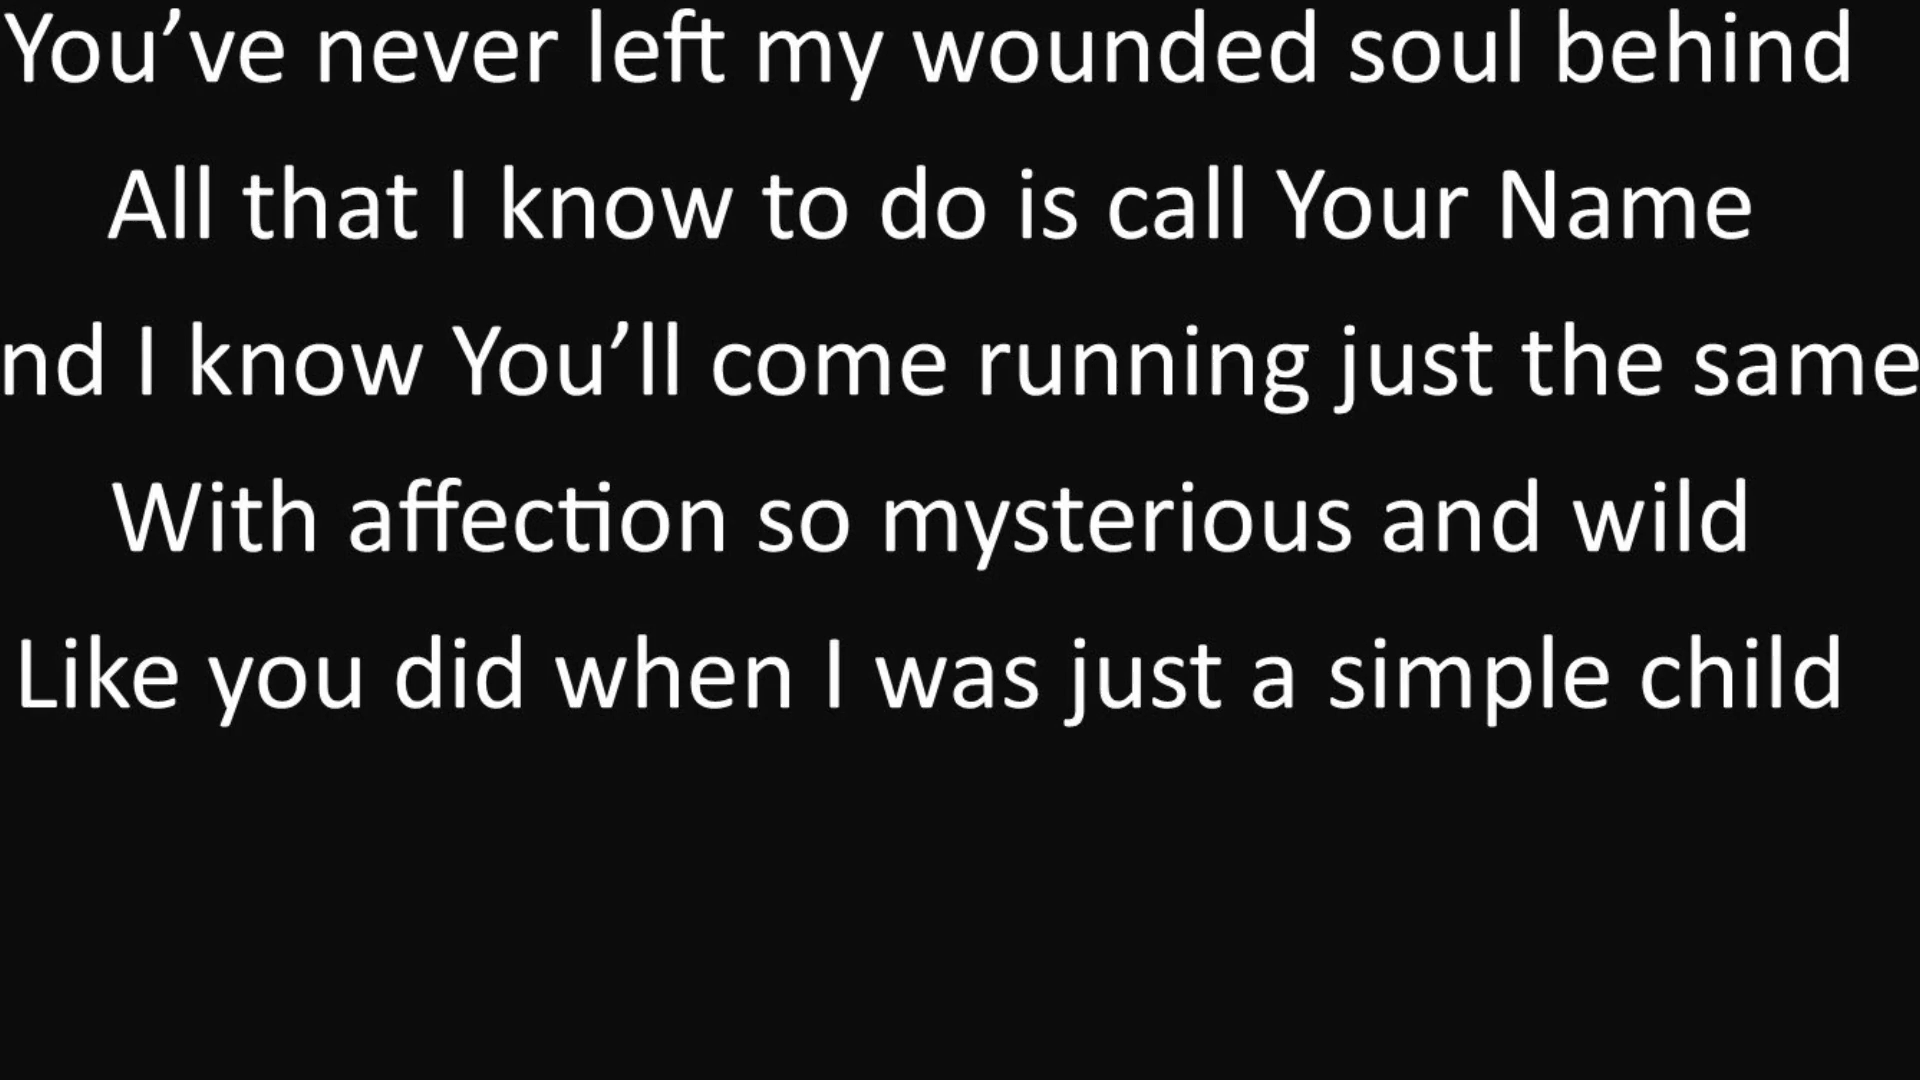 You've never left my wounded soul behind
All that I know to do is call Your Name
nd I know You'll come running just the same
With affection so mysterious and wild
Like you did when I was just a simple child